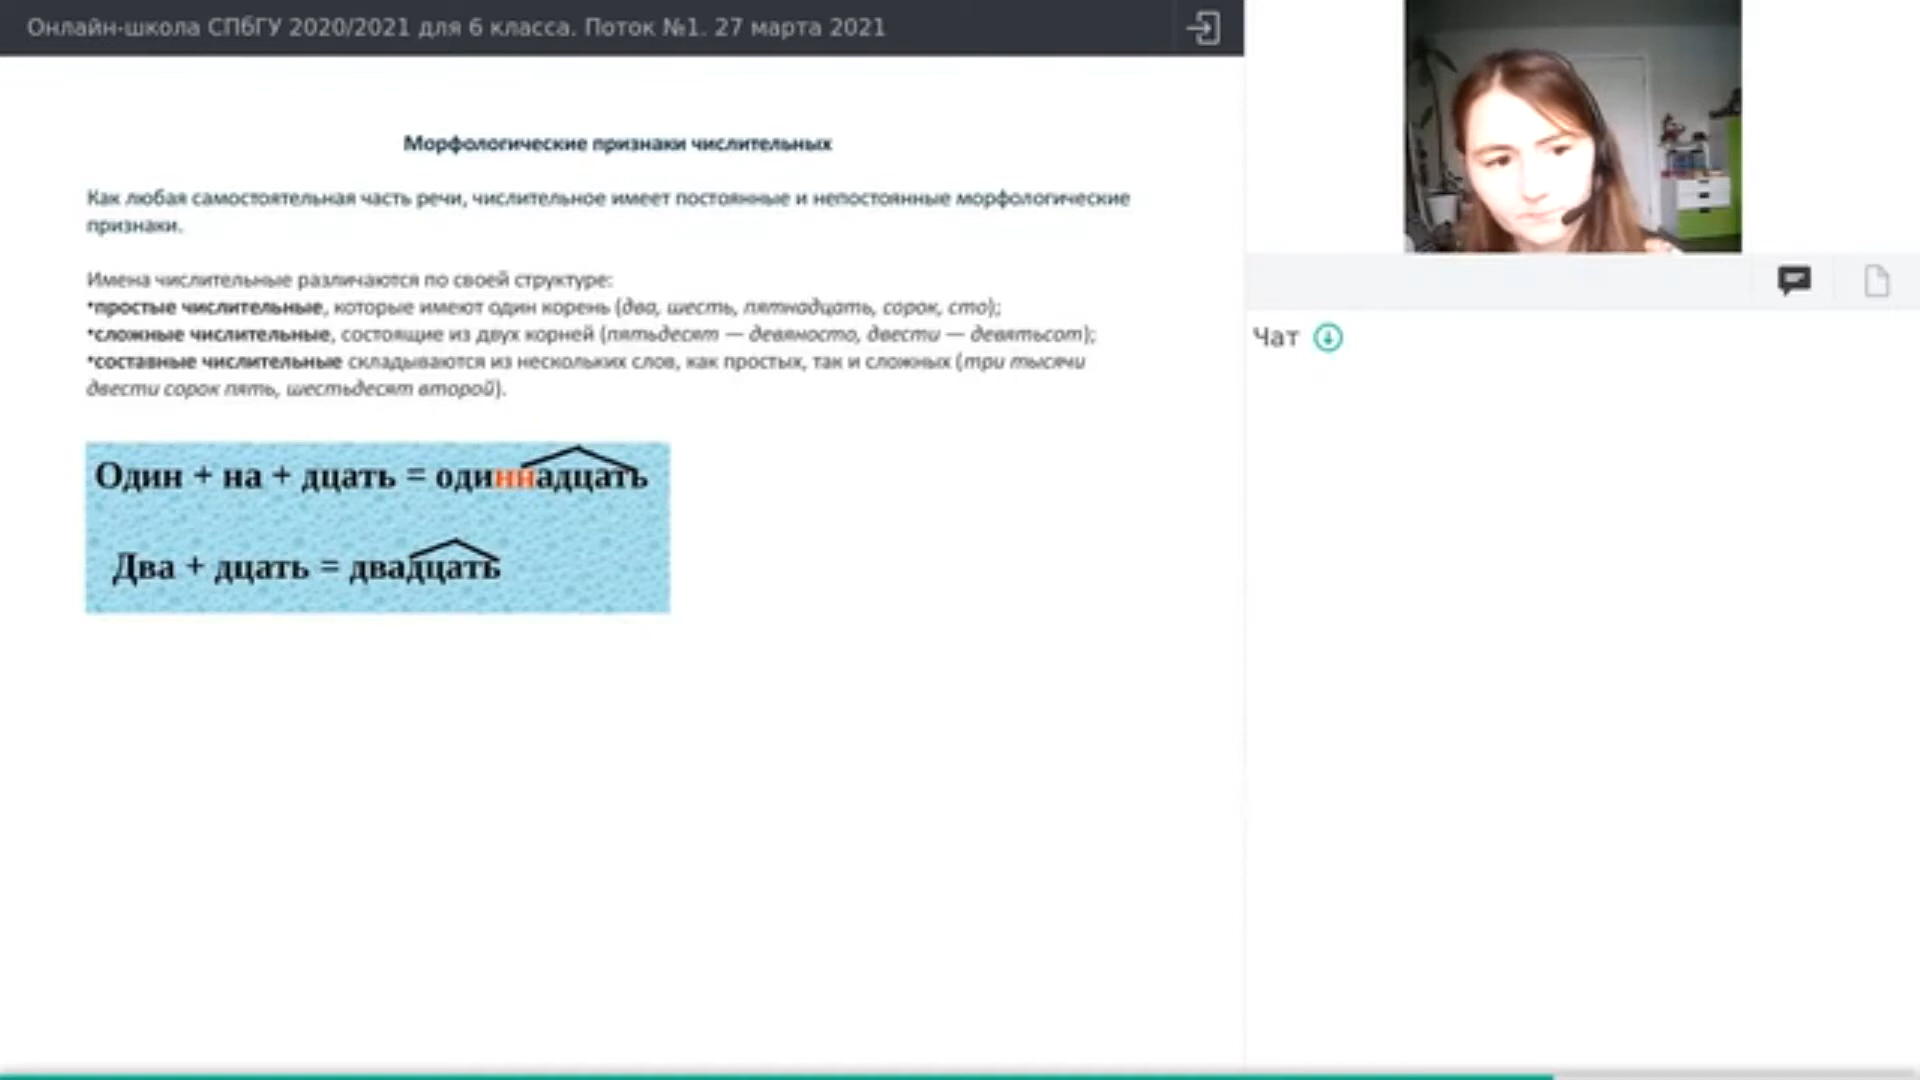 Онлайн-школа СПбГУ 2020/2021 для 6 класса. Поток №1. 27 марта 2021
Морфологические признаки числительных
Как любая самостоятельная часть речи, числительное имеет постоянные и непостоянные морфологические
признаки.
Имена числительные различаются по своей структуре:
•простые числительные, которые имеют один корень (два, шесть, пятнадцать, сорок, сто);
•сложные числительные, состоящие из двух корней (пятьдесят — девяносто, двести — девятьсот);
•составные числительные складываются из нескольких слов, как простых, так и сложных (три тысячи
двести сорок пять, шестьдесят второй).
Один + на + дцать = одиннадцать
Два + дцать = двадцать
Чат